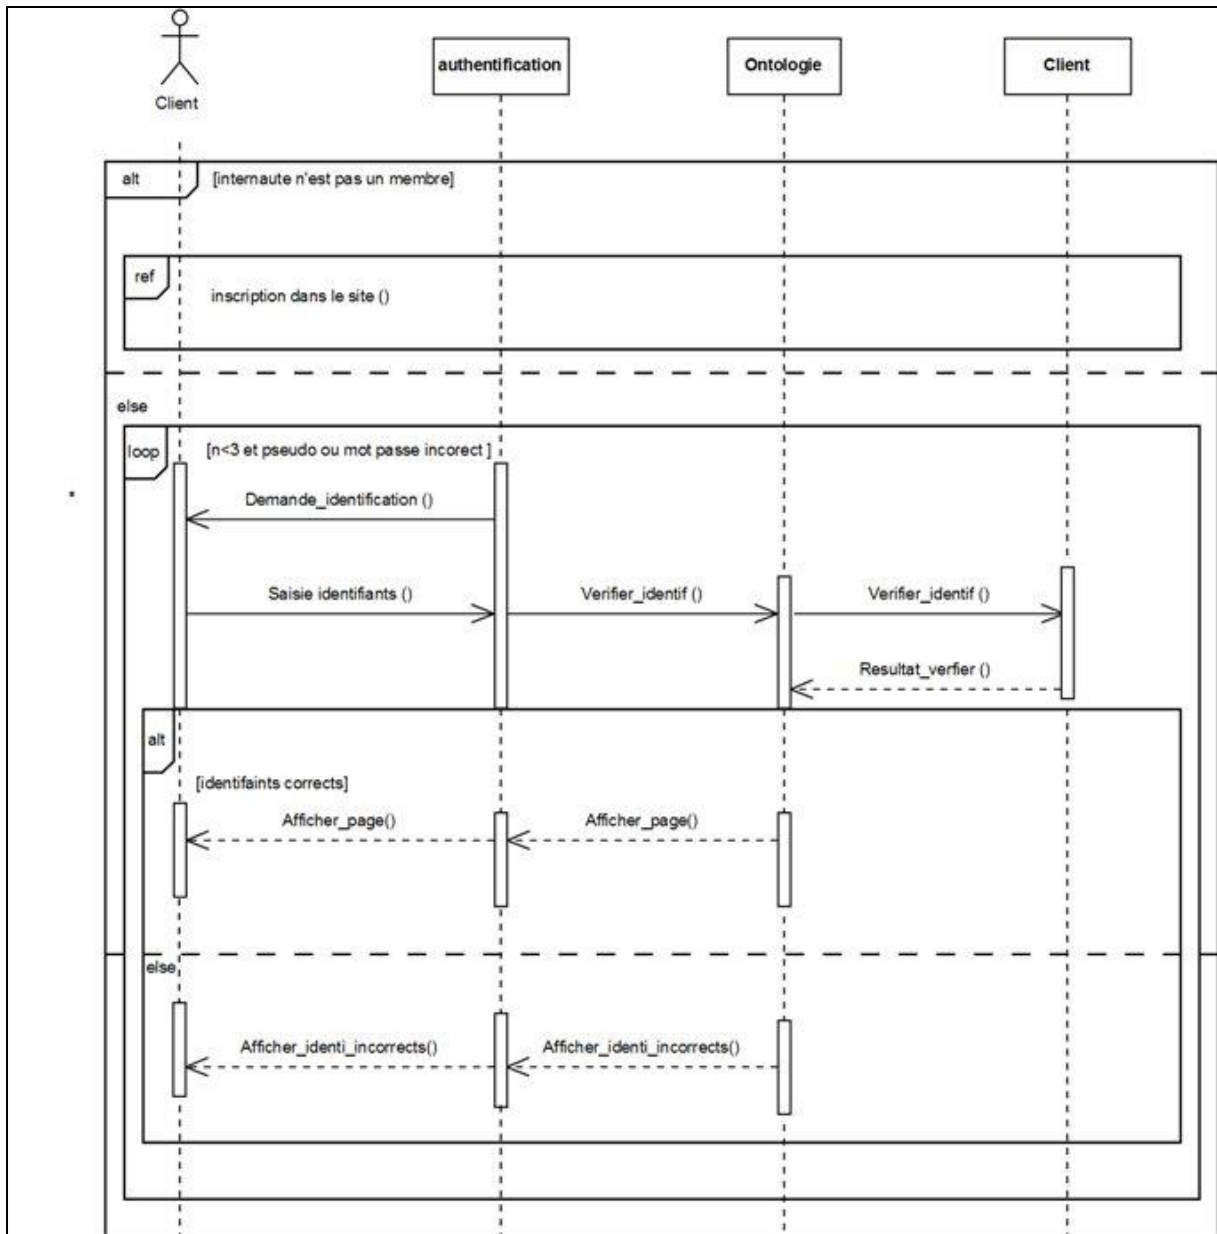 authentification
Ontologie
Client
Client
alt
[internaute n'est pas un membre]
ref
inscription dans le site ()
else
loop
[n<3 et pseudo ou mot passe incorect ]
Demande_identification ()
Saisie identifiants ()
Verifier_identif ()
Verifier_identif ()
Resultat_verfier ()
alt
[identifaints corrects]
Afficher_page()
Afficher_page()
else
Afficher_identi_incorrects()
Afficher_identi_incorrects()